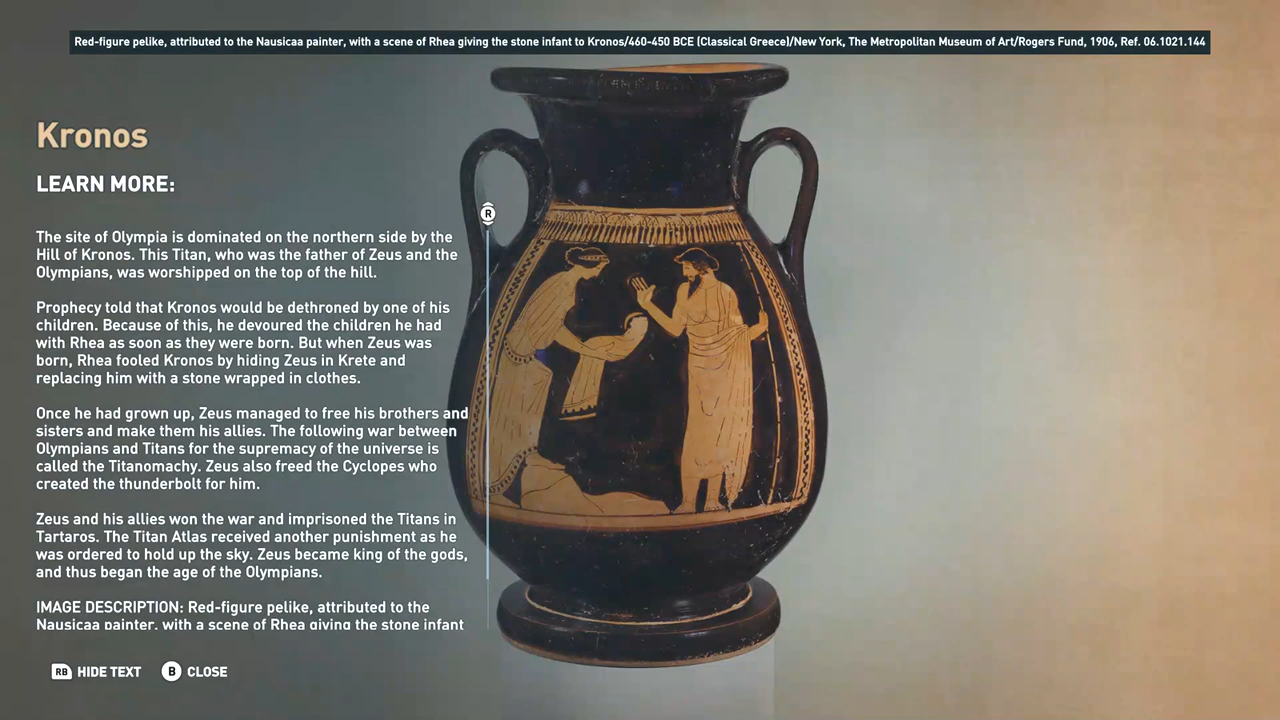 Red-figure pelike, attributed to the Nausicaa painter, with a scene of Rhea giving the stone infant to Kronos/460-450 BCE (Classical Greece)/New York, The Metropolitan Museum of Art/Rogers Fund, 1906, Ref. 06.1021.144
Kronos
LEARN MORE:
R
The site of Olympia is dominated on the northern side by the
Hill of Kronos. This Titan, who was the father of Zeus and the
Olympians, was worshipped on the top of the hill.
Prophecy told that Kronos would be dethroned by one of his
children. Because of this, he devoured the children he had
with Rhea as soon as they were born. But when Zeus was
born, Rhea fooled Kronos by hiding Zeus in Krete and
replacing him with a stone wrapped in clothes.
Once he had grown up, Zeus managed to free his brothers and
sisters and make them his allies. The following war between
Olympians and Titans for the supremacy of the universe is
called the Titanomachy. Zeus also freed the Cyclopes who
created the thunderbolt for him.
Zeus and his allies won the war and imprisoned the Titans in
Tartaros. The Titan Atlas received another punishment as he
was ordered to hold up the sky. Zeus became king of the gods,
and thus began the age of the Olympians.
IMAGE DESCRIPTION: Red-figure pelike, attributed to the
Nausicaa painter, with a scene of Rhea giving the stone infant
RB HIDE TEXT B CLOSE